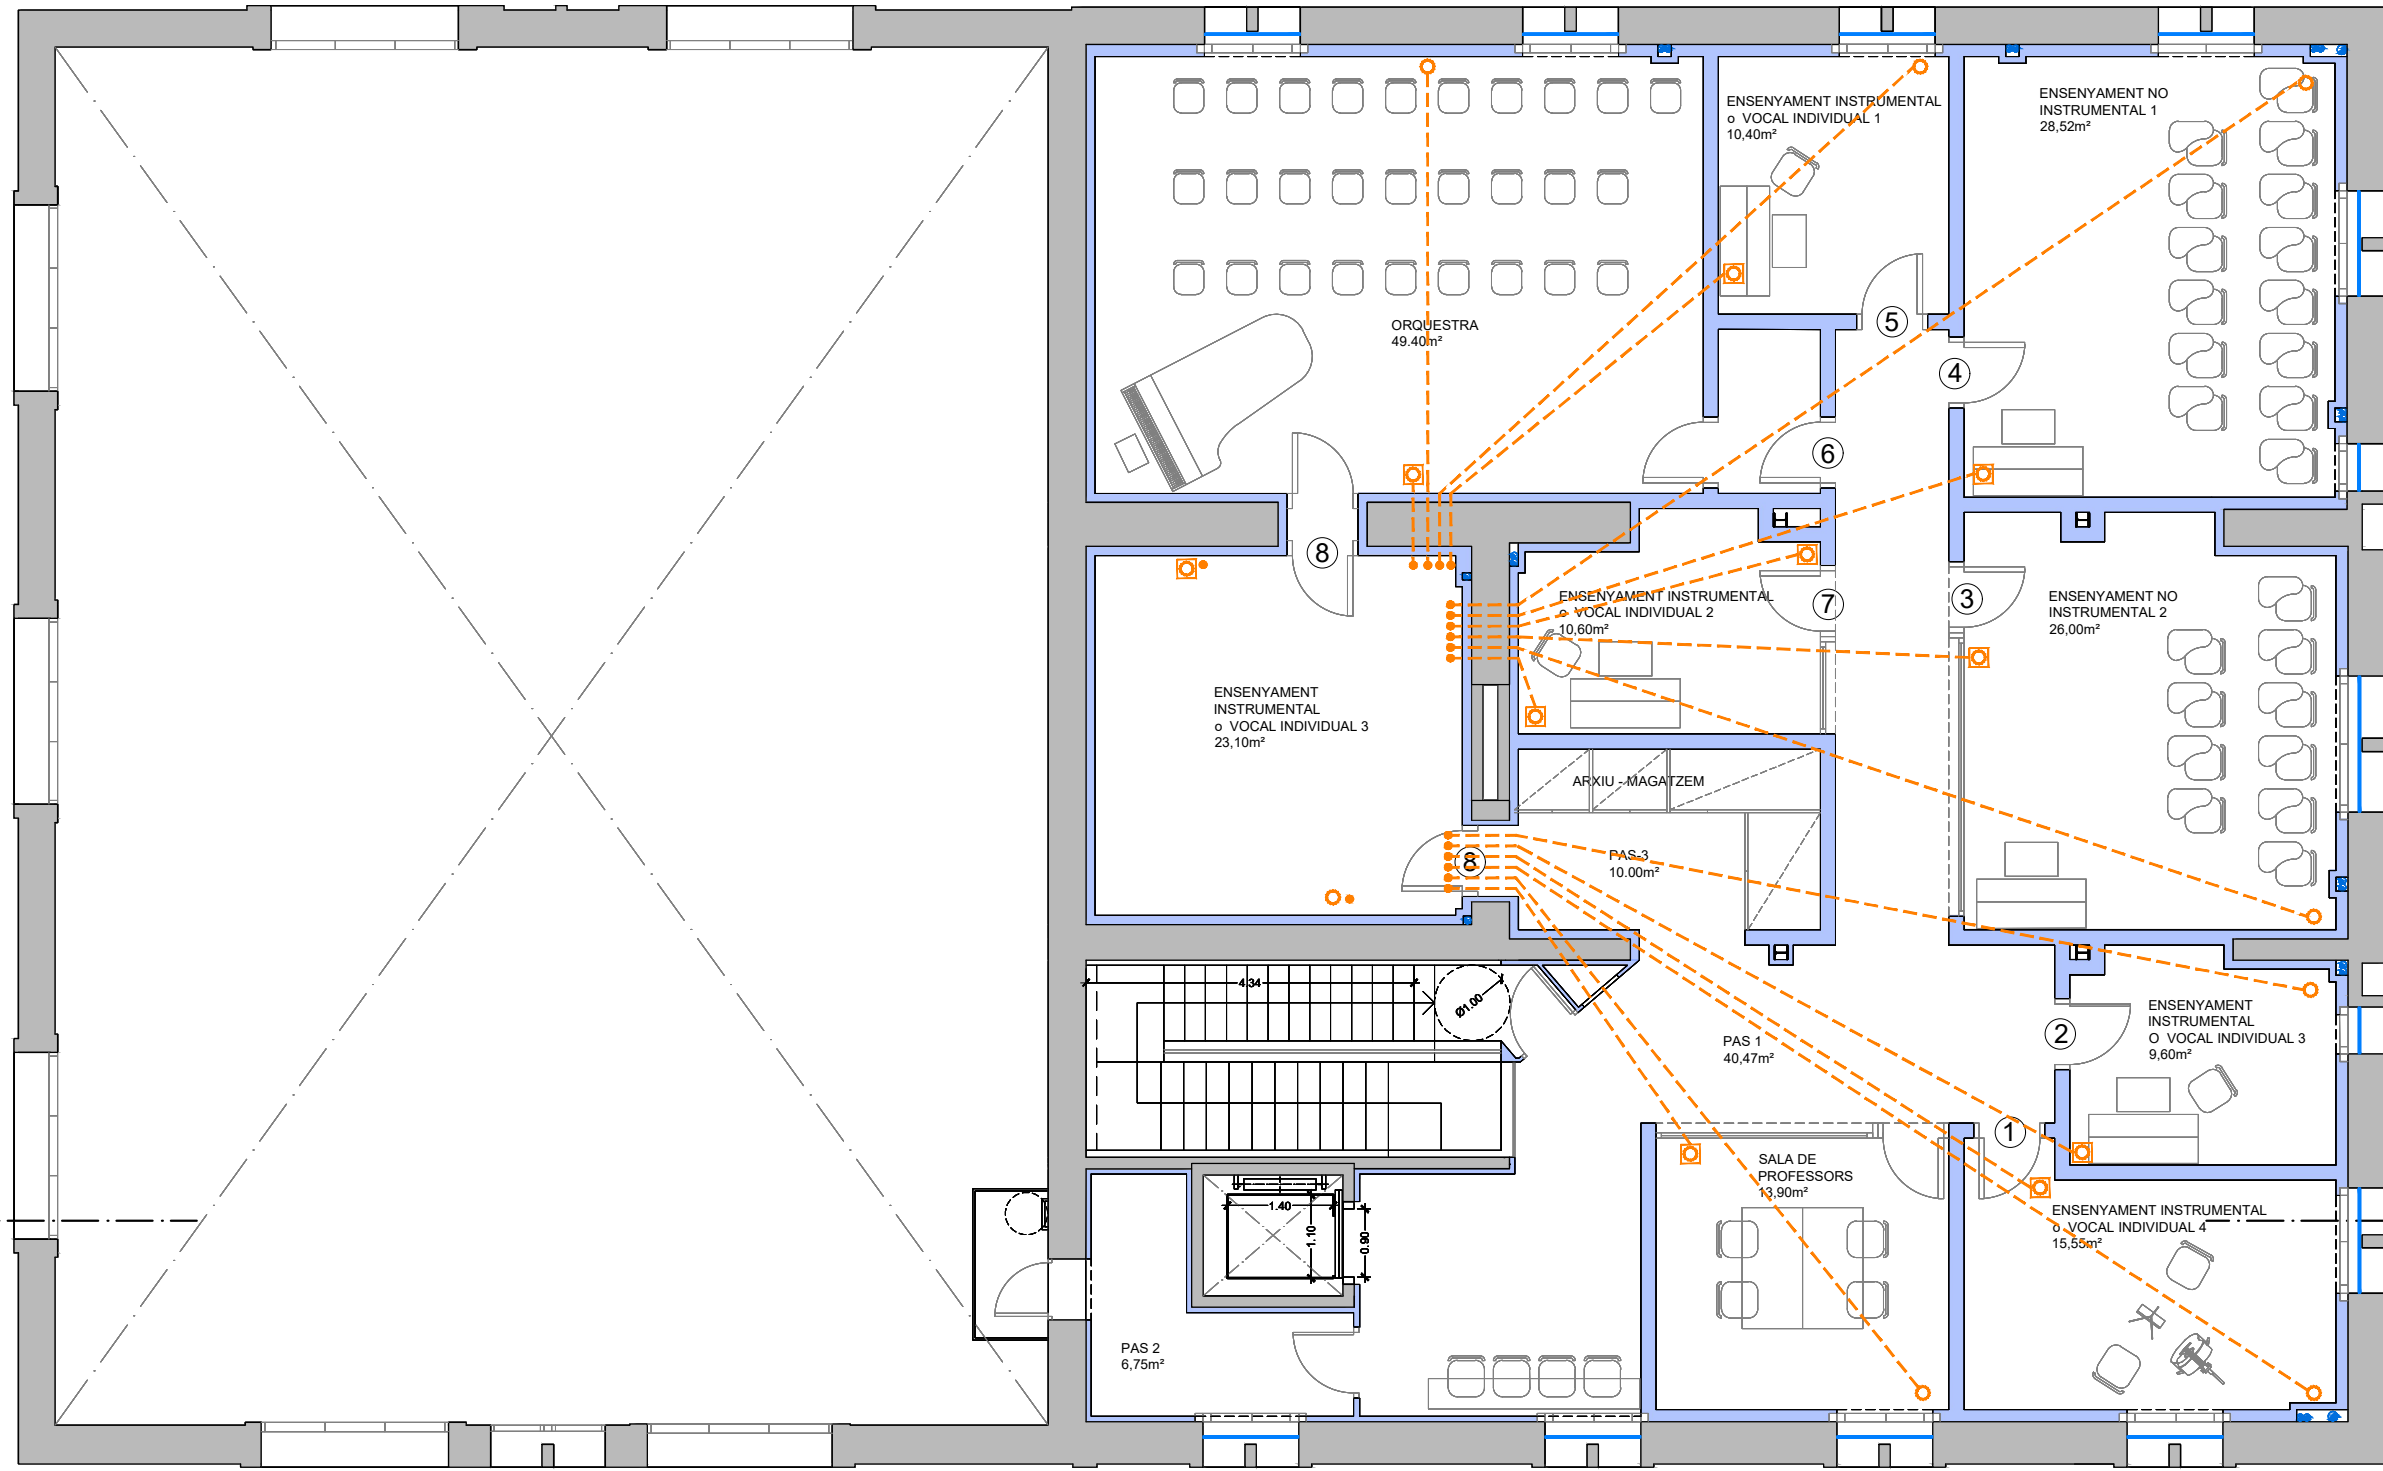 ENSENYAMENT INSTRUMENTAL
o VOCAL INDIVIDUAL 1
10,40m²
ENSENYAMENT NO
INSTRUMENTAL 1
28,52m²
ORQUESTRA
49.40m²
5
4
6
8
7
3
ENSENYAMENT INSTRUMENTAL
o VOCAL INDIVIDUAL 2
10,60m²
ENSENYAMENT NO
INSTRUMENTAL 2
26,00m²
ENSENYAMENT
INSTRUMENTAL
o VOCAL INDIVIDUAL 3
23,10m²
ARXIU - MAGATZEM
8
PAS-3
10.00m²
4.34
Ø1.00
PAS 1
40,47m²
2
ENSENYAMENT
INSTRUMENTAL
O VOCAL INDIVIDUAL 3
9,60m²
1
SALA DE
PROFESSORS
13,90m²
1.40
1.10
0.90
ENSENYAMENT INSTRUMENTAL
o VOCAL INDIVIDUAL 4
15,55m²
PAS 2
6,75m²